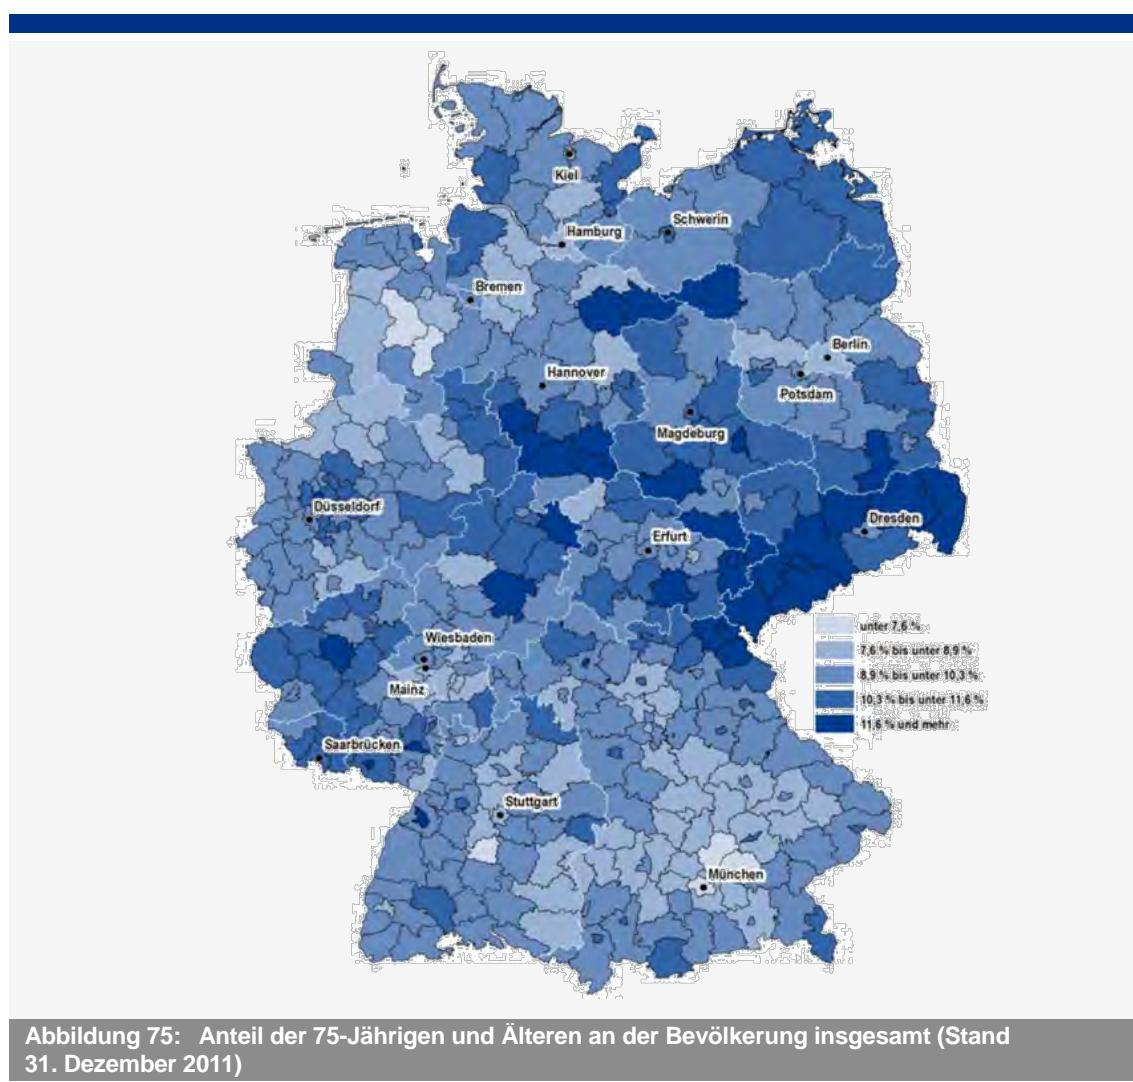 Kiel
Schwerin
Hamburg
Bremen
Berlin
Hannover
Potsdam
Magdeburg
Düsseldorf
Dresden
Erfurt
unter 7,6 %
Wiesbaden
7,6 % bis unter 8,9 %
8,9 % bis unter 10,3 %
Mainz
10,3 % bis unter 11,6 %
11,6 % und mehr
Saarbrücken
Stuttgart
München
Abbildung 75: Anteil der 75-Jährigen und Älteren an der Bevölkerung insgesamt (Stand
31. Dezember 2011)